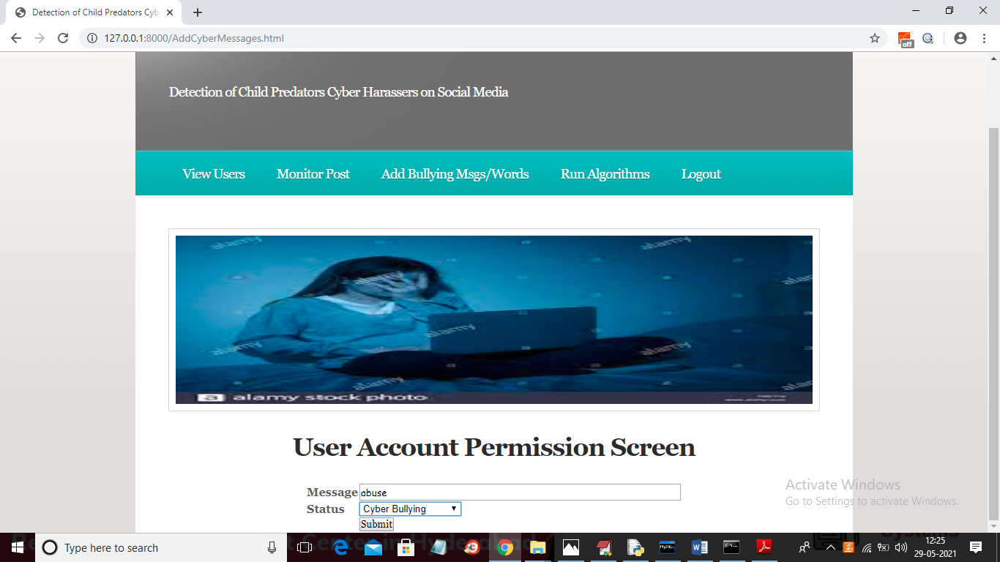 Detection of Child Predators Cyb
127.0.0.1:8000/AddCyberMessages.html
off
Detection of Child Predators Cyber Harassers on Social Media
View Users Monitor Post Add Bullying Msgs/Words Run Algorithms Logout
alamy alamy
alamy alamy
alamy alamy
alamy alamy
a alamy stock photo
User Account Permission Screen
Message abuse
Status Cyber Bullying
Submit
Activate Windows
Go to Settings to activate Windows.
Type here to search
MySQL
12:25
29-05-2021